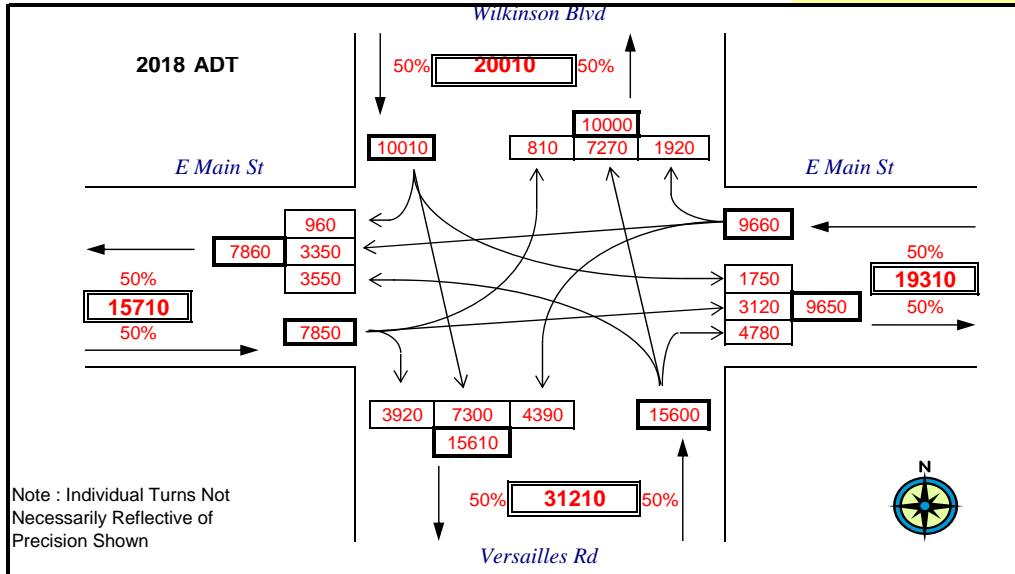 Wilkinson Blvd
2018 ADT
50% 20010 50%
10000
10010
810 7270 1920
E Main St
E Main St
960
9660
7860 3350
3550
50%
15710
50%
7850
50%
1750
19310
3120 9650
50%
4780
3920 7300 4390
15610
15600
50% 31210 50%
Note : Individual Turns Not
Necessarily Reflective of
Precision Shown
N
Versailles Rd